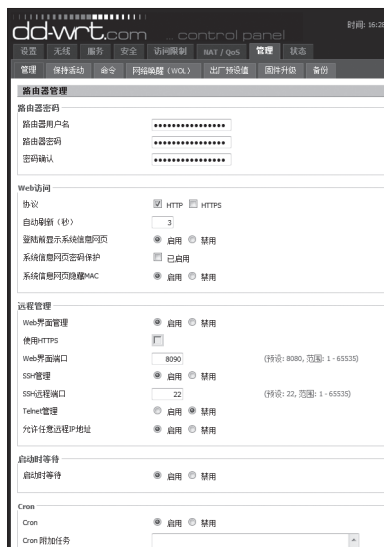 dd-wrt.com ... control panel
时间: 16:28
设置 无线 服务 安全 访问限制 NAT / QoS 管理 状态
管理 保持活动 命令 网络唤醒（WOL） 出厂预设值 固件升级 备份
路由器管理
路由器密码
路由器用户名 ••••••••••••••••
路由器密码 ••••••••••••••••
密码确认 ••••••••••••••••
Web访问
协议 HTTP HTTPS
自动刷新（秒） 3
登陆前显示系统信息网页 启用 禁用
系统信息网页密码保护 已启用
系统信息网页隐藏MAC 启用 禁用
远程管理
Web界面管理 启用 禁用
使用HTTPS
Web界面端口 8090 (预设: 8080, 范围: 1 - 65535)
SSH管理 启用 禁用
SSH远程端口 22 (预设: 22, 范围: 1 - 65535)
Telnet管理 启用 禁用
允许任意远程IP地址 启用 禁用
启动时等待
启动时等待 启用 禁用
Cron
Cron 启用 禁用
Cron 附加任务